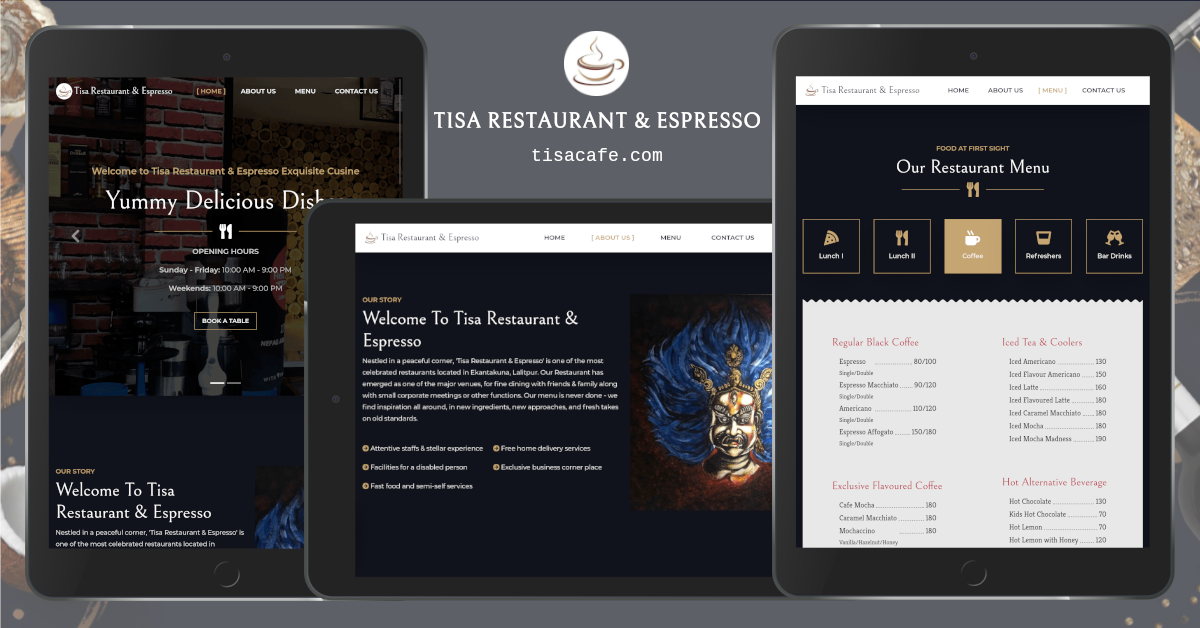 TISA RESTAURANT & ESPRESSO
tisacafe.com
Tisa Restaurant & Espresso
[ HOME ] ABOUT US MENU CONTACT US
Welcome to Tisa Restaurant & Espresso Exquisite Cusine
Yummy Delicious Dishes
OPENING HOURS
Sunday - Friday: 10:00 AM - 9:00 PM
Weekends: 10:00 AM - 9:00 PM
BOOK A TABLE
OUR STORY
Welcome To Tisa
Restaurant & Espresso
Nestled in a peaceful corner, 'Tisa Restaurant & Espresso' is
one of the most celebrated restaurants located in
Tisa Restaurant & Espresso
HOME [ ABOUT US ] MENU CONTACT US
OUR STORY
Welcome To Tisa Restaurant &
Espresso
Nestled in a peaceful corner, 'Tisa Restaurant & Espresso' is one of the most
celebrated restaurants located in Ekantakuna, Lalitpur. Our Restaurant has
emerged as one of the major venues, for fine dining with friends & family along
with small corporate meetings or other functions. Our menu is never done - we
find inspiration all around, in new ingredients, new approaches, and fresh takes
on old standards.
Attentive staffs & stellar experience Free home delivery services
Facilities for a disabled person Exclusive business corner place
Fast food and semi-self services
Tisa Restaurant & Espresso
HOME ABOUT US [ MENU ] CONTACT US
FOOD AT FIRST SIGHT
Our Restaurant Menu
Lunch I Lunch II Coffee Refreshers Bar Drinks
Regular Black Coffee
Espresso 80/100
Single/Double
Espresso Macchiato 90/120
Single/Double
Americano 110/120
Single/Double
Espresso Affogato 150/180
Single/Double
Iced Tea & Coolers
Iced Americano 130
Iced Flavour Americano 150
Iced Latte 160
Iced Flavoured Latte 180
Iced Caramel Macchiato 180
Iced Mocha 180
Iced Mocha Madness 190
Exclusive Flavoured Coffee
Cafe Mocha 180
Caramel Macchiato 180
Mochaccino 180
Vanilla/Hazelnut/Honey
Hot Alternative Beverage
Hot Chocolate 130
Kids Hot Chocolate 70
Hot Lemon 70
Hot Lemon with Honey 120